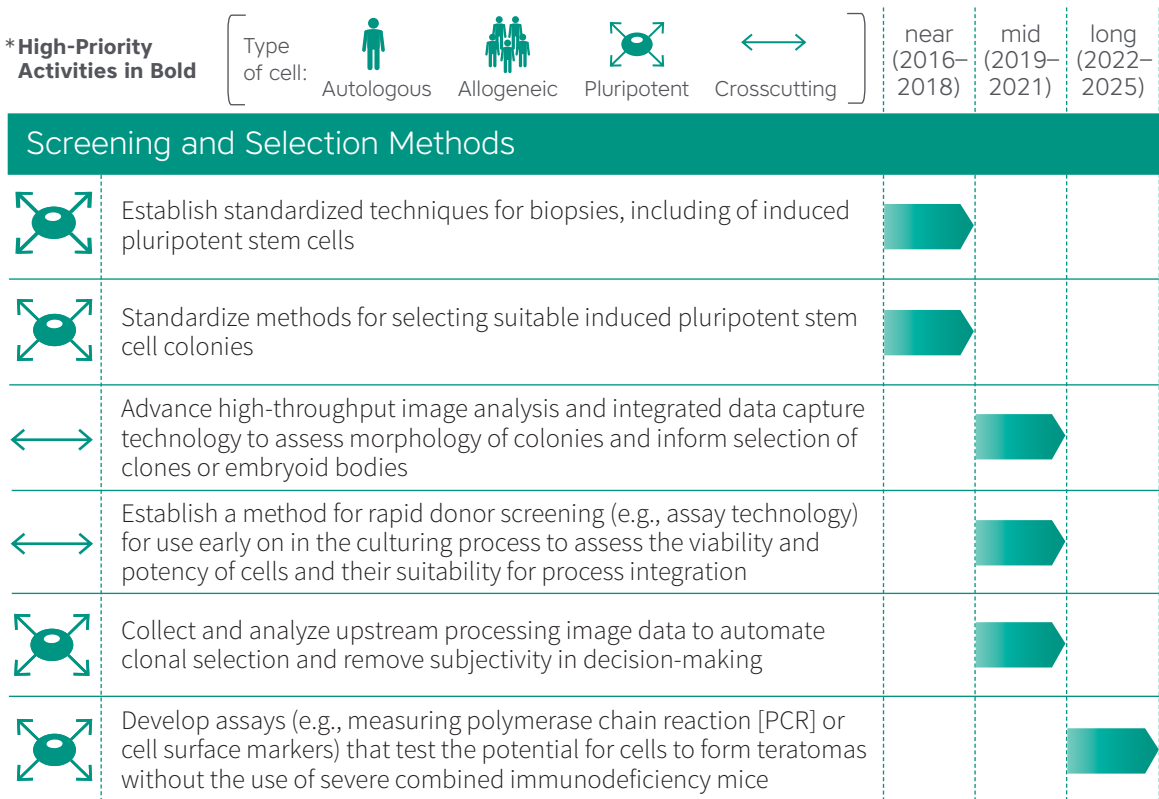 *High-Priority
Activities in Bold
Type
of cell:
Autologous
Allogeneic
Pluripotent
Crosscutting
near
(2016–
2018)
mid
(2019–
2021)
long
(2022–
2025)
Screening and Selection Methods
Establish standardized techniques for biopsies, including of induced
pluripotent stem cells
Standardize methods for selecting suitable induced pluripotent stem
cell colonies
Advance high-throughput image analysis and integrated data capture
technology to assess morphology of colonies and inform selection of
clones or embryoid bodies
Establish a method for rapid donor screening (e.g., assay technology)
for use early on in the culturing process to assess the viability and
potency of cells and their suitability for process integration
Collect and analyze upstream processing image data to automate
clonal selection and remove subjectivity in decision-making
Develop assays (e.g., measuring polymerase chain reaction [PCR] or
cell surface markers) that test the potential for cells to form teratomas
without the use of severe combined immunodeficiency mice